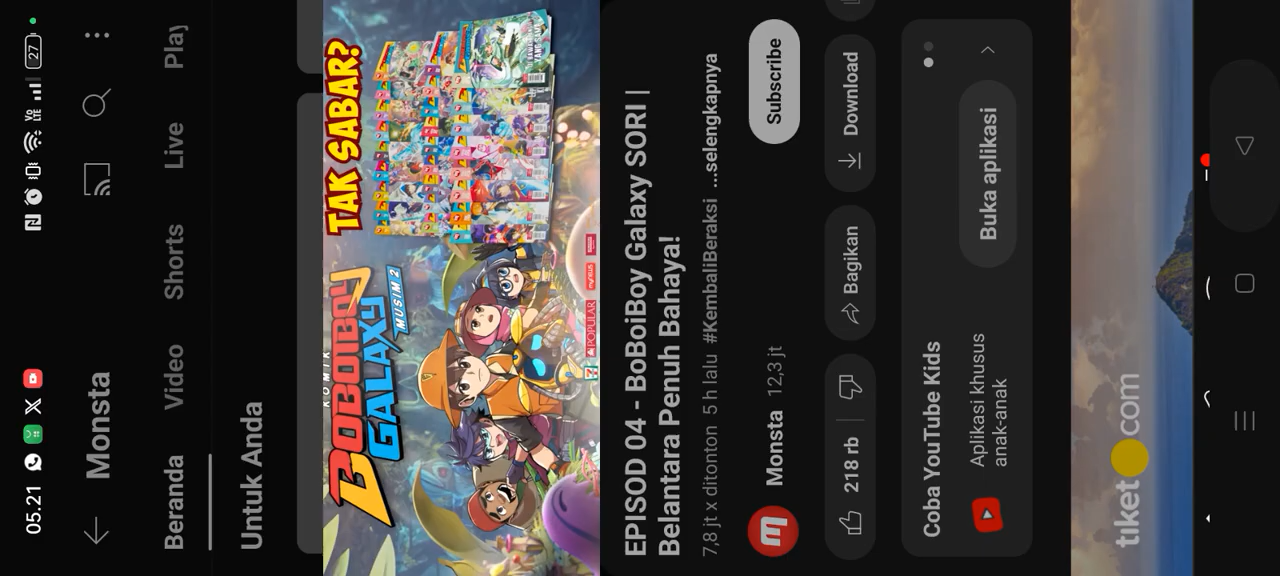 05.21
27
Monsta
Beranda
Video
Shorts
Live
Play
Untuk Anda
KOMIK
BOBOIBOY
GALAXY
MUSIM 2
TAK SABAR?
POPULAR
EPISOD 04 - BoBoiBoy Galaxy SORI |
Belantara Penuh Bahaya!
7,8 jt x ditonton 5 h lalu #KembaliBeraksi ...selengkapnya
Monsta 12,3 jt
Subscribe
218 rb
Bagikan
Download
Coba YouTube Kids
Aplikasi khusus
anak-anak
Buka aplikasi
tiket.com